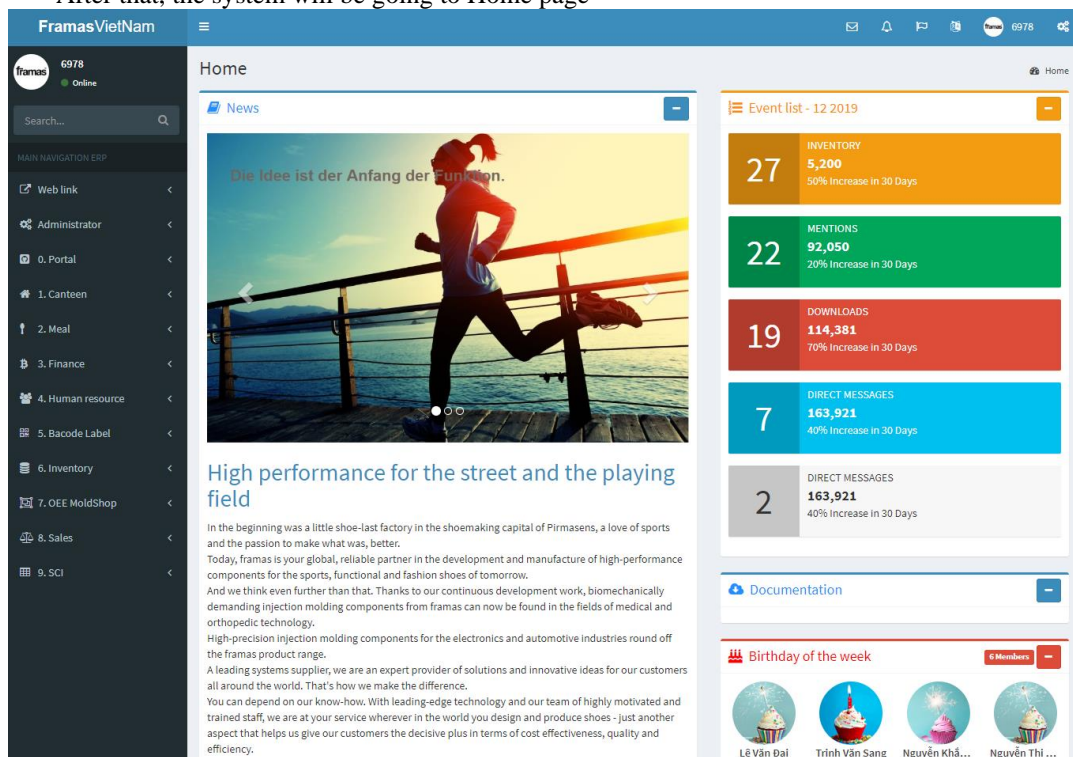 After that, the system will be going to Home page
FramasVietNam
6978
framas
6978
Online
Home
Home
Search...
MAIN NAVIGATION ERP
Web link
Administrator
0. Portal
1. Canteen
2. Meal
3. Finance
4. Human resource
5. Bacode Label
6. Inventory
7. OEE MoldShop
8. Sales
9. SCI
News
Die Idee ist der Anfang der Funktion.
High performance for the street and the playing
field
In the beginning was a little shoe-last factory in the shoemaking capital of Pirmasens, a love of sports
and the passion to make what was, better.
Today, framas is your global, reliable partner in the development and manufacture of high-performance
components for the sports, functional and fashion shoes of tomorrow.
And we think even further than that. Thanks to our continuous development work, biomechanically
demanding injection molding components from framas can now be found in the fields of medical and
orthopedic technology.
High-precision injection molding components for the electronics and automotive industries round off
the framas product range.
A leading systems supplier, we are an expert provider of solutions and innovative ideas for our customers
all around the world. That's how we make the difference.
You can depend on our know-how. With leading-edge technology and our team of highly motivated and
trained staff, we are at your service wherever in the world you design and produce shoes - just another
aspect that helps us give our customers the decisive plus in terms of cost effectiveness, quality and
efficiency.
Event list - 12 2019
27
INVENTORY
5,200
50% Increase in 30 Days
22
MENTIONS
92,050
20% Increase in 30 Days
19
DOWNLOADS
114,381
70% Increase in 30 Days
7
DIRECT MESSAGES
163,921
40% Increase in 30 Days
2
DIRECT MESSAGES
163,921
40% Increase in 30 Days
Documentation
Birthday of the week
6 Members
Lê Văn Đại Trịnh Văn Sang Nguyễn Khắ... Nguyễn Thị ...